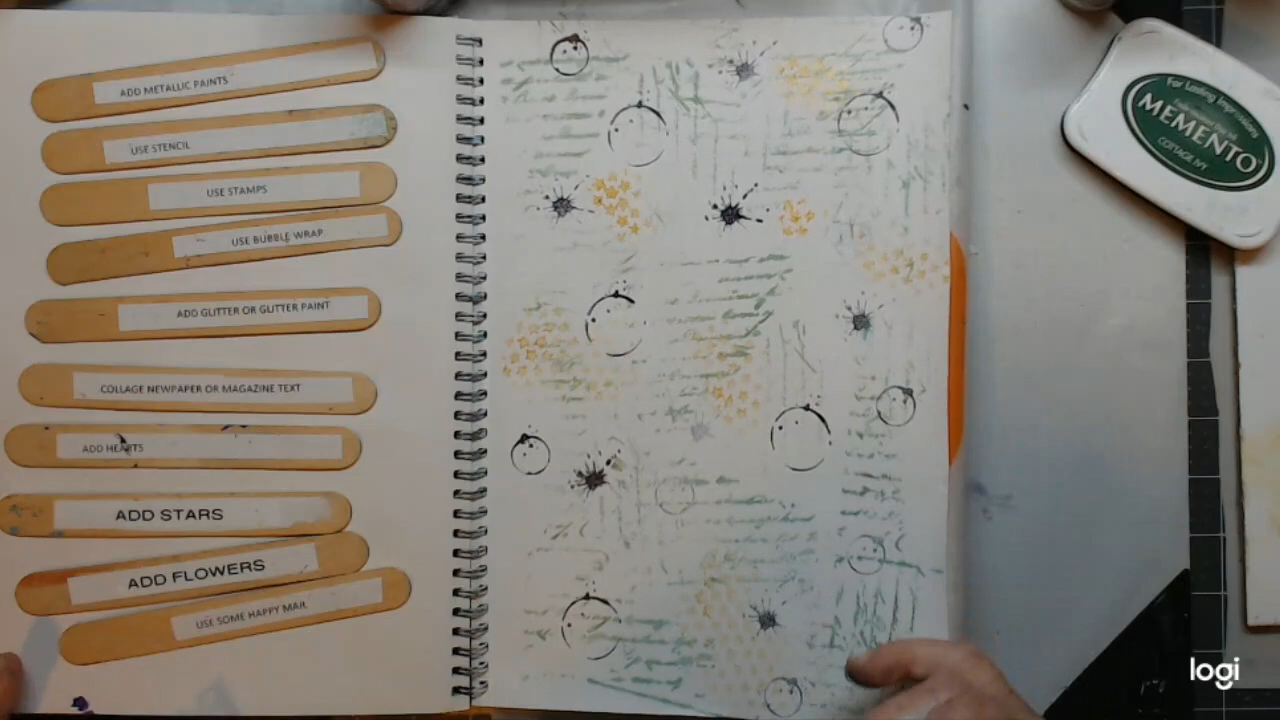 ADD METALLIC PAINTS
USE STENCIL
USE STAMPS
USE BUBBLE WRAP
ADD GLITTER OR GLITTER PAINT
COLLAGE NEWPAPER OR MAGAZINE TEXT
ADD HEARTS
ADD STARS
ADD FLOWERS
USE SOME HAPPY MAIL
For Lasting Impressions
MEMENTO
COTTAGE IVY
logi